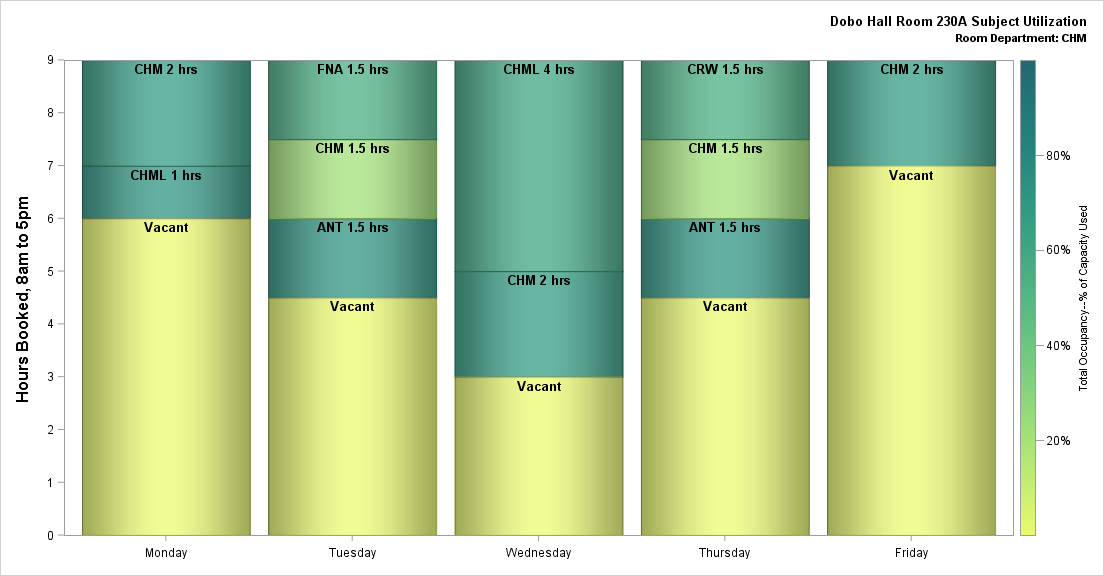 Dobo Hall Room 230A Subject Utilization
Room Department: CHM
Hours Booked, 8am to 5pm
9
8
7
6
5
4
3
2
1
0
CHM 2 hrs
CHML 1 hrs
Vacant
FNA 1.5 hrs
CHM 1.5 hrs
ANT 1.5 hrs
Vacant
CHML 4 hrs
CHM 2 hrs
Vacant
CRW 1.5 hrs
CHM 1.5 hrs
ANT 1.5 hrs
Vacant
CHM 2 hrs
Vacant
Monday
Tuesday
Wednesday
Thursday
Friday
80%
60%
40%
20%
Total Occupancy--% of Capacity Used